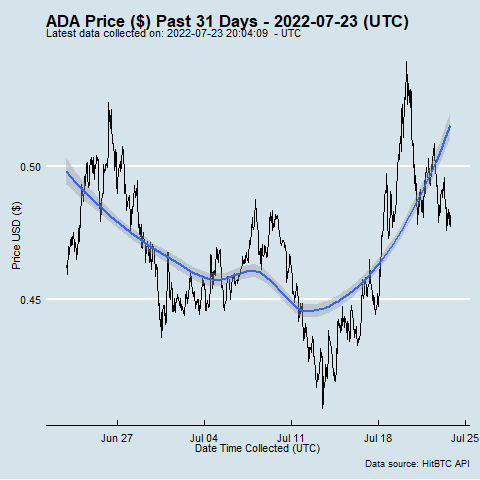 ADA Price ($) Past 31 Days - 2022-07-23 (UTC)
Latest data collected on: 2022-07-23 20:04:09 - UTC
0.50
0.45
Price USD ($)
Jun 27 Jul 04 Jul 11 Jul 18 Jul 25
Date Time Collected (UTC)
Data source: HitBTC API